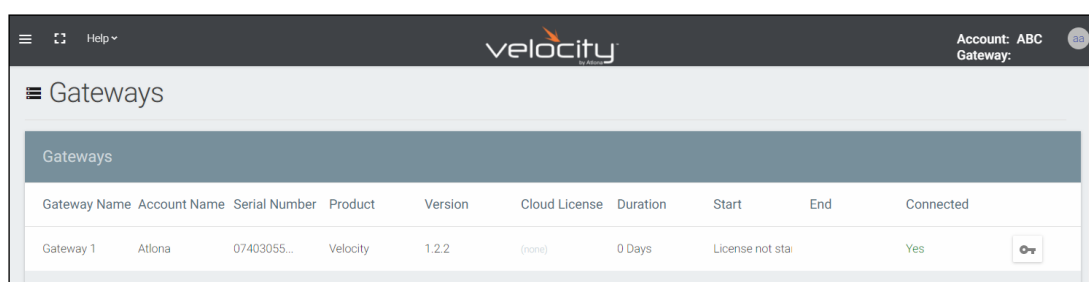 Help
velocity
by Atlona
Account: ABC
Gateway:
aa
Gateways
Gateways
Gateway Name Account Name Serial Number Product Version Cloud License Duration Start End Connected
Gateway 1 Atlona 07403055... Velocity 1.2.2 (none) 0 Days License not sta Yes